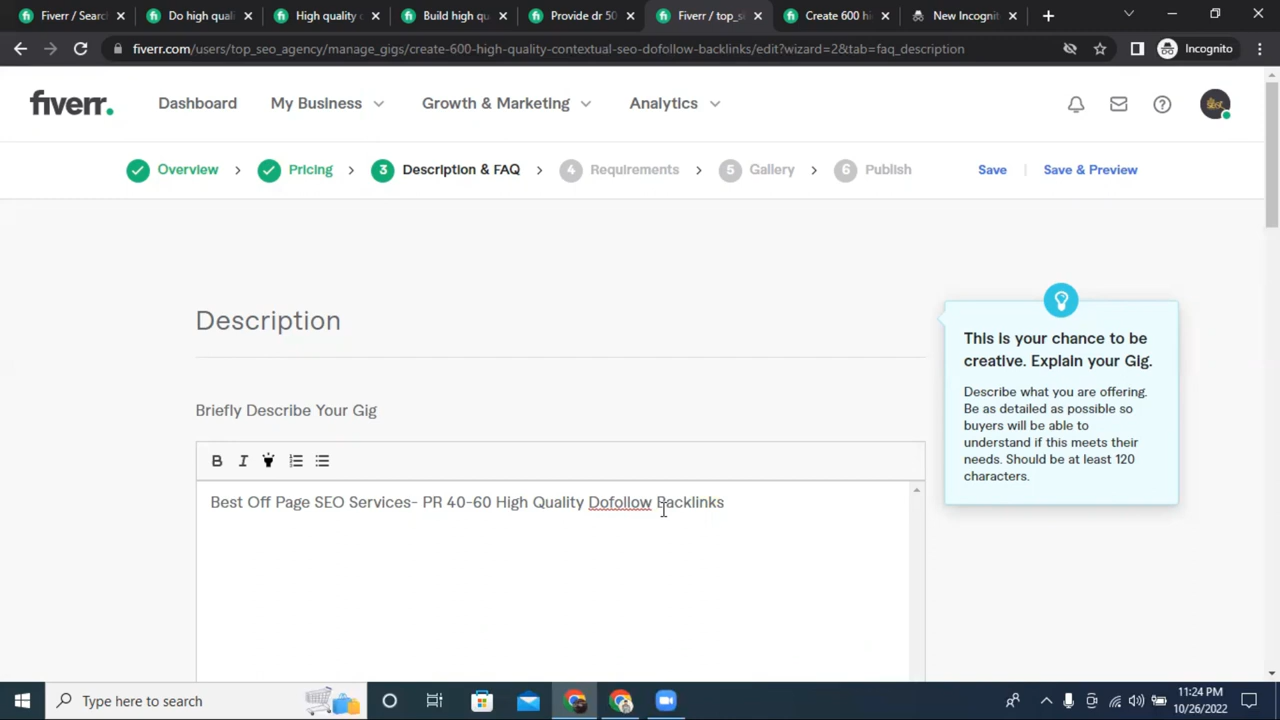 Fiverr / Searc
Do high quali
High quality c
Build high qu
Provide dr 50
Fiverr / top_s
Create 600 hi
New Incognit
fiverr.com/users/top_seo_agency/manage_gigs/create-600-high-quality-contextual-seo-dofollow-backlinks/edit?wizard=2&tab=faq_description
Incognito
fiverr.
Dashboard
My Business
Growth & Marketing
Analytics
Overview
Pricing
3 Description & FAQ
4 Requirements
5 Gallery
6 Publish
Save
Save & Preview
Description
This is your chance to be
creative. Explain your Gig.
Describe what you are offering.
Be as detailed as possible so
buyers will be able to
understand if this meets their
needs. Should be at least 120
characters.
Briefly Describe Your Gig
B I
Best Off Page SEO Services- PR 40-60 High Quality Dofollow Backlinks
Type here to search
11:24 PM
10/26/2022